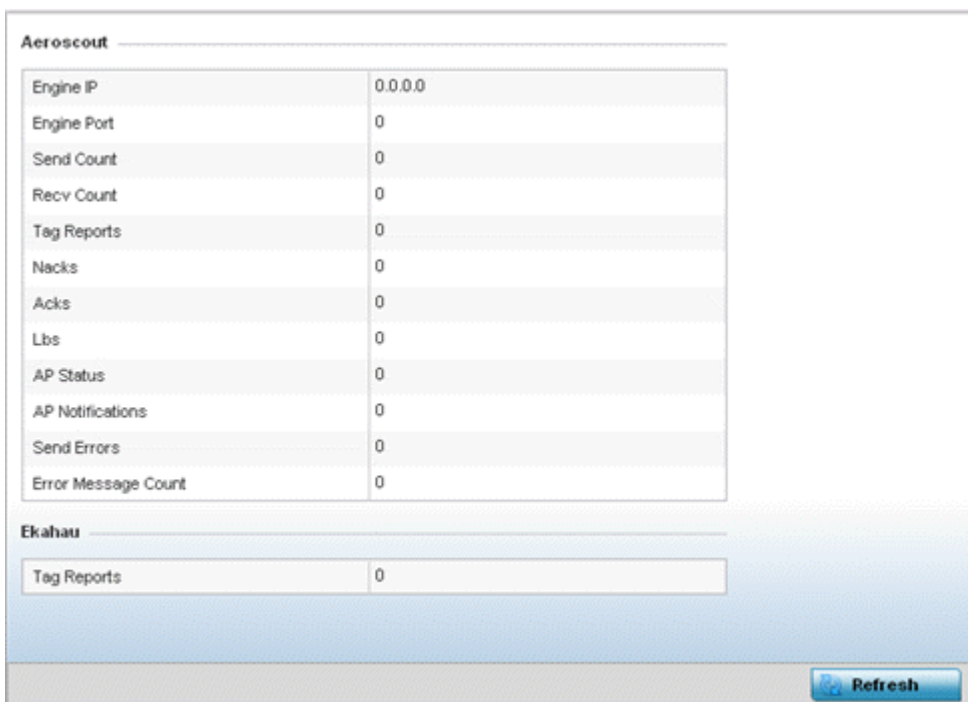 Aeroscout
Engine IP 0.0.0.0
Engine Port 0
Send Count 0
Recv Count 0
Tag Reports 0
Nacks 0
Acks 0
Lbs 0
AP Status 0
AP Notifications 0
Send Errors 0
Error Message Count 0
Ekahau
Tag Reports 0
Refresh